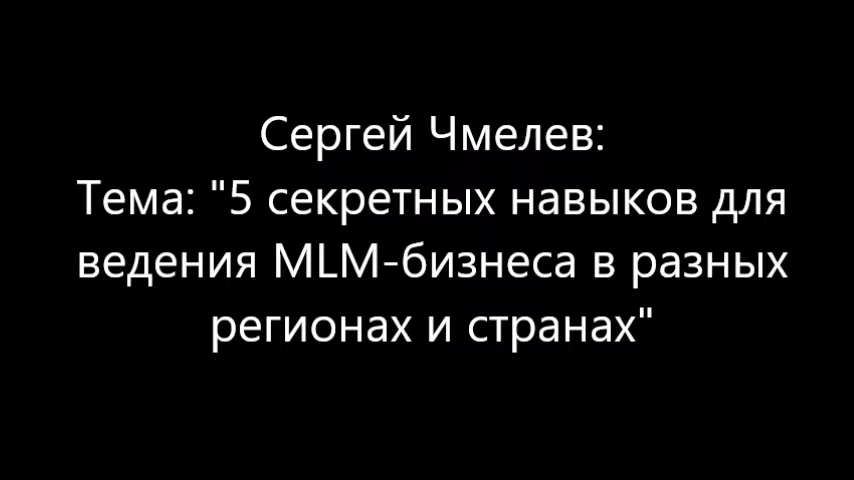 Сергей Чмелев:
Тема: "5 секретных навыков для
ведения MLM-бизнеса в разных
регионах и странах"